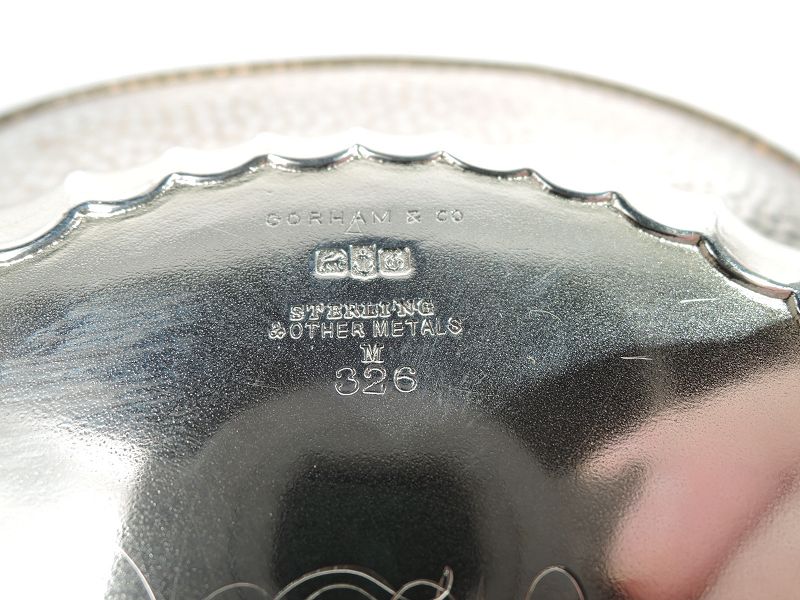 GORHAM & CO
STERLING
& OTHER METALS
M
326